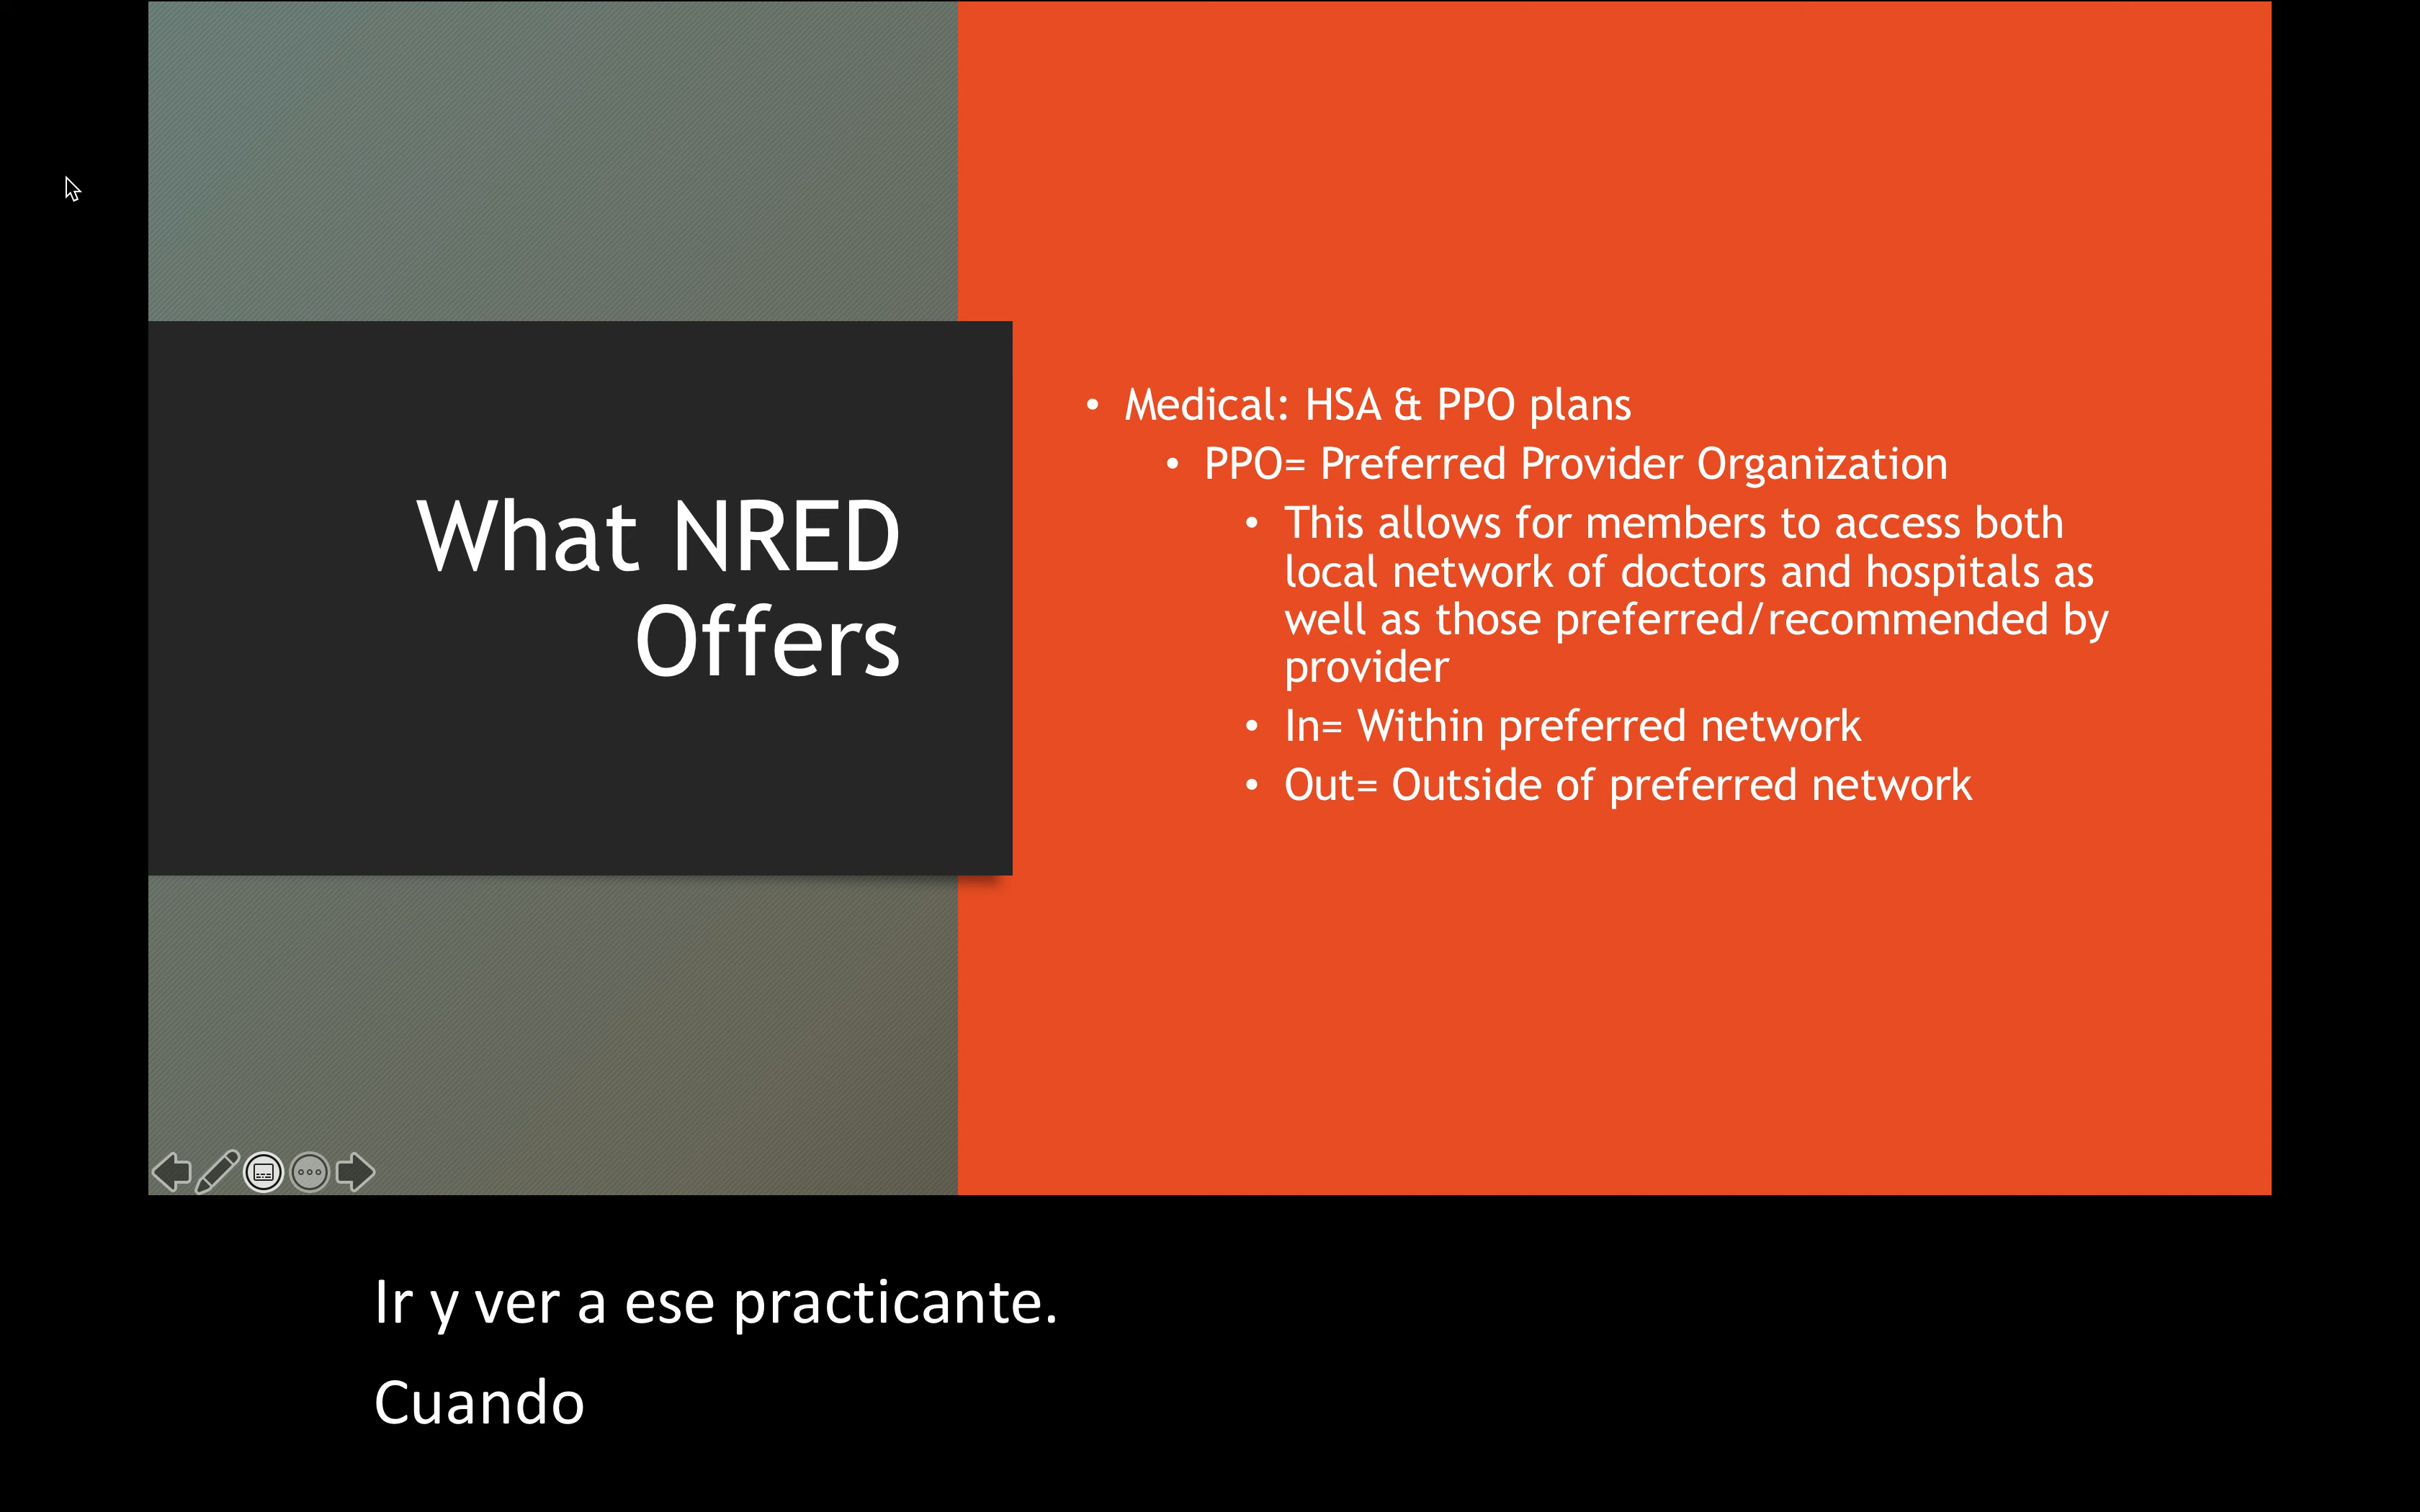 What NRED
Offers
• Medical: HSA & PPO plans
• PPO= Preferred Provider Organization
• This allows for members to access both
local network of doctors and hospitals as
well as those preferred/recommended by
provider
• In= Within preferred network
• Out= Outside of preferred network
Ir y ver a ese practicante.
Cuando